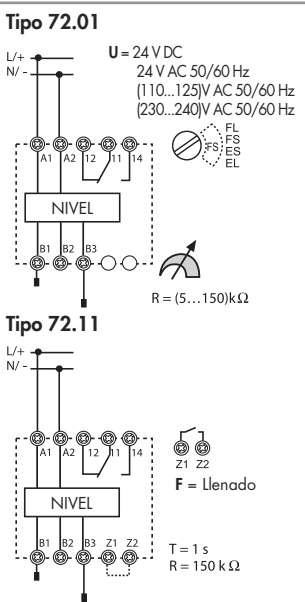 Tipo 72.01
L/+
N/ -
U = 24 V DC
24 V AC 50/60 Hz
(110...125)V AC 50/60 Hz
(230...240)V AC 50/60 Hz
FL
FS
FS
ES
EL
A1 A2 12 11 14
NIVEL
B1 B2 B3
R = (5...150)kΩ
Tipo 72.11
L/+
N/ -
A1 A2 12 11 14
Z1 Z2
F = Llenado
NIVEL
B1 B2 B3 Z1 Z2
T = 1 s
R = 150 k Ω